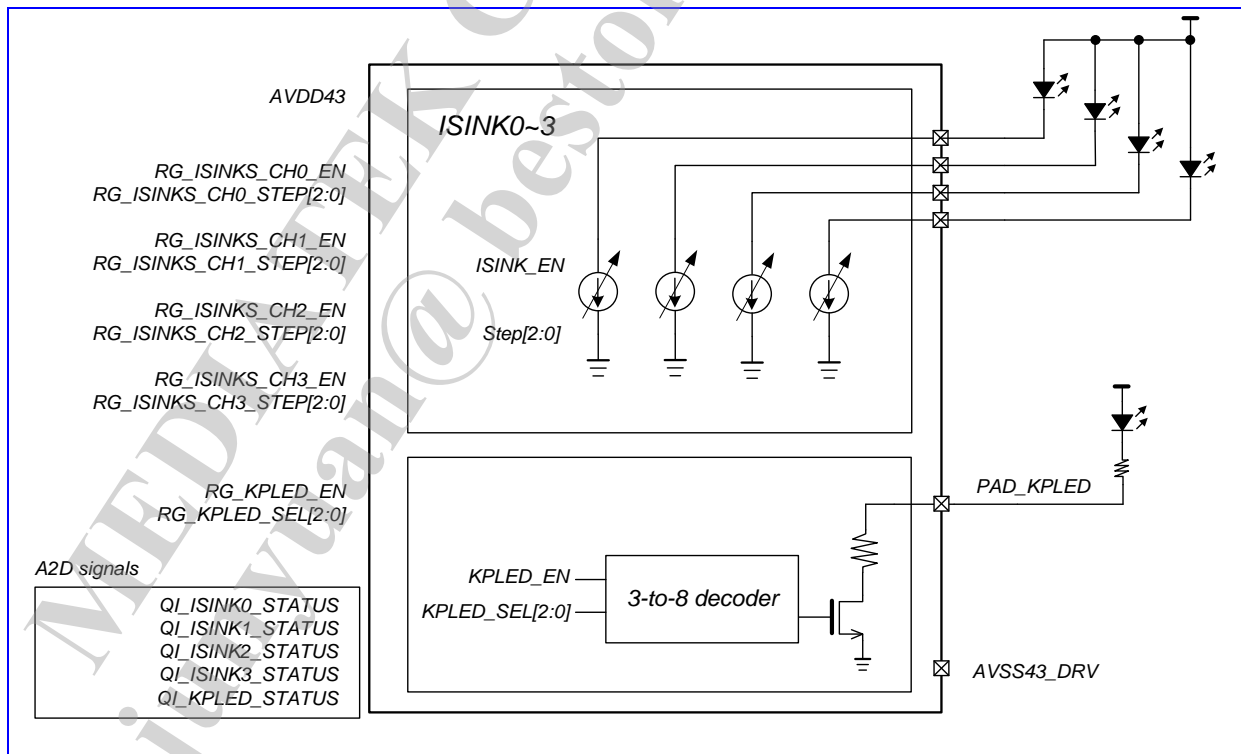 AVDD43
ISINK0~3
RG_ISINKS_CH0_EN
RG_ISINKS_CH0_STEP[2:0]
RG_ISINKS_CH1_EN
RG_ISINKS_CH1_STEP[2:0]
ISINK_EN
RG_ISINKS_CH2_EN
RG_ISINKS_CH2_STEP[2:0]
Step[2:0]
RG_ISINKS_CH3_EN
RG_ISINKS_CH3_STEP[2:0]
RG_KPLED_EN
RG_KPLED_SEL[2:0]
PAD_KPLED
A2D signals
QI_ISINK0_STATUS
QI_ISINK1_STATUS
QI_ISINK2_STATUS
QI_ISINK3_STATUS
QI_KPLED_STATUS
KPLED_EN
KPLED_SEL[2:0]
3-to-8 decoder
AVSS43_DRV
MEDIATEK